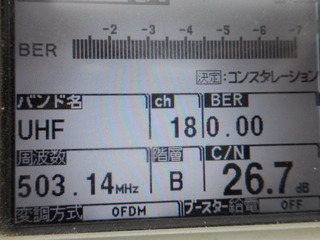 -2 -3 -4 -5 -6 -7
BER
決定:コンスタレーション
バンド名 ch BER
UHF 18 0.00
周波数 階層 C/N
503.14MHz B 26.7dB
変調方式 OFDM ブースター給電 OFF